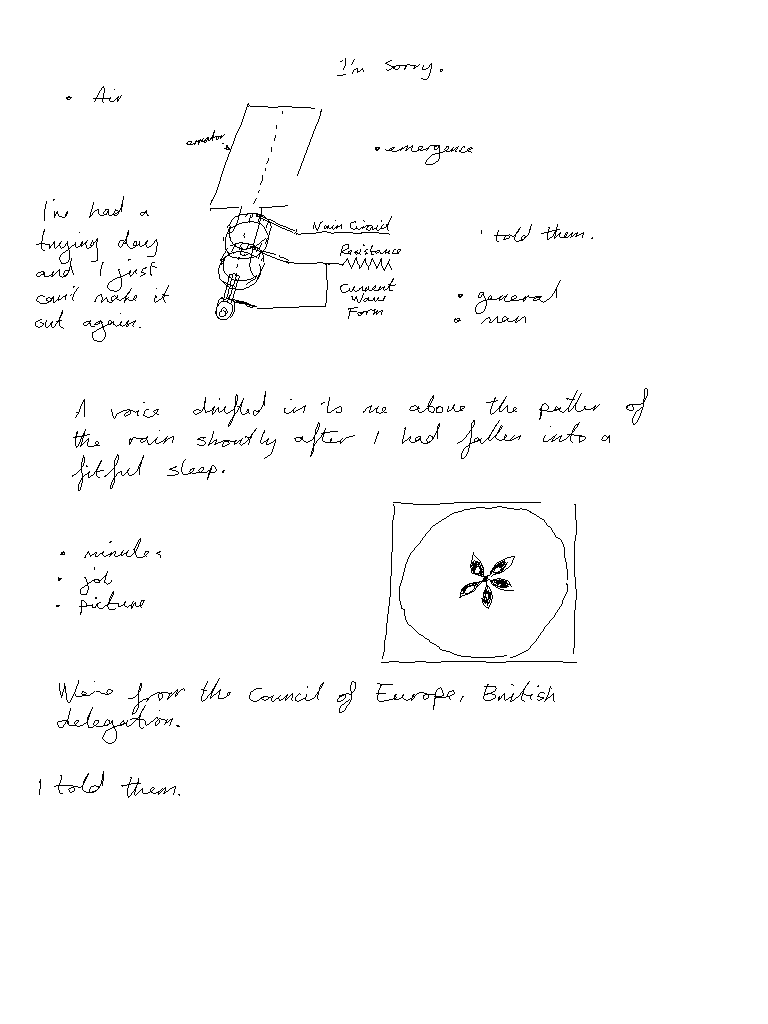 I'm sorry.
• Air
armator
• emergence
I've had a
trying day
and I just
can't make it
out again.
Main Circuit
Resistance
Current
Wave
Form
I told them.
• general
• man
A voice drifted in to me above the patter of
the rain shortly after I had fallen into a
fitful sleep.
• minutes
• job
• picture
We're from the Council of Europe, British
delegation.
I told them.